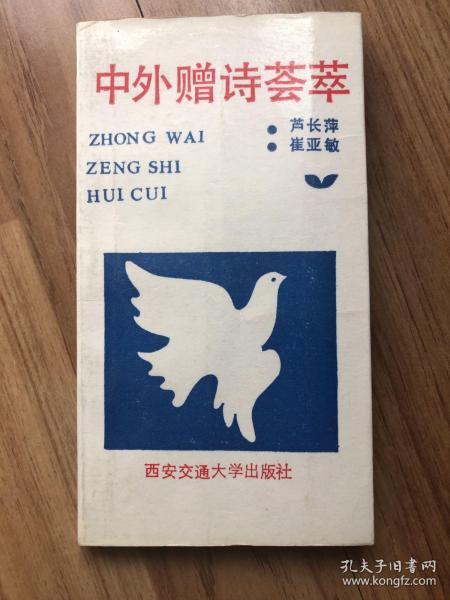 中外赠诗荟萃
ZHONG WAI
ZENG SHI
HUI CUI
● 芦长萍
● 崔亚敏
西安交通大学出版社
孔夫子旧书网
www.kongfz.com